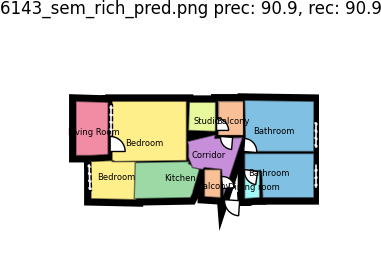 6143_sem_rich_pred.png prec: 90.9, rec: 90.9
Studio
Balcony
Living Room
Bathroom
Bedroom
Corridor
Bathroom
Bedroom
Kitchen
Balcony
Dining room